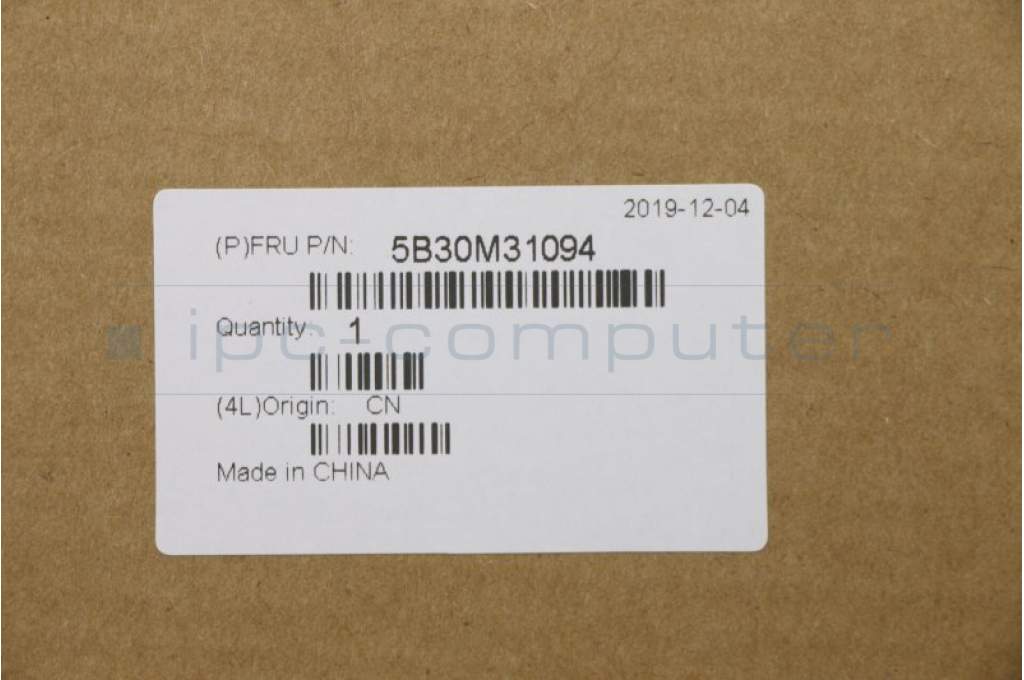 2019-12-04
(P)FRU P/N: 5B30M31094
Quantity: 1
ipc-computer
(4L)Origin: CN
Made in CHINA